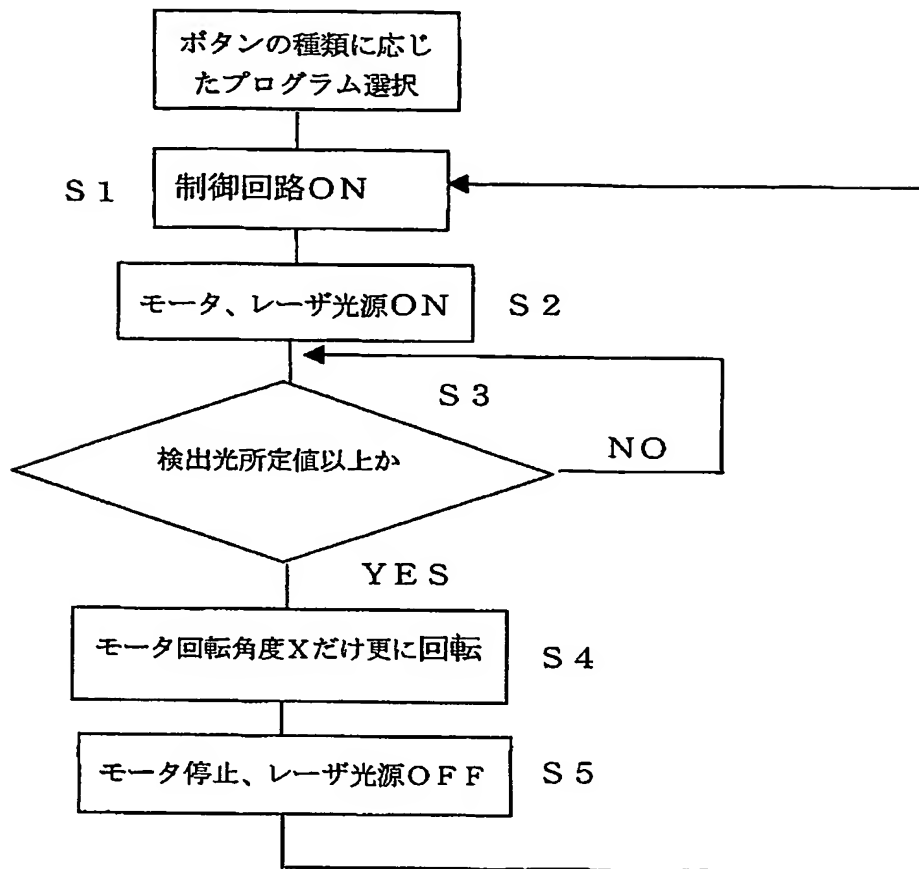 ボタンの種類に応じ
たプログラム選択
S1
制御回路ON
モータ、レーザ光源ON
S2
S3
検出光所定値以上か
NO
YES
モータ回転角度Xだけ更に回転
S4
モータ停止、レーザ光源OFF
S5